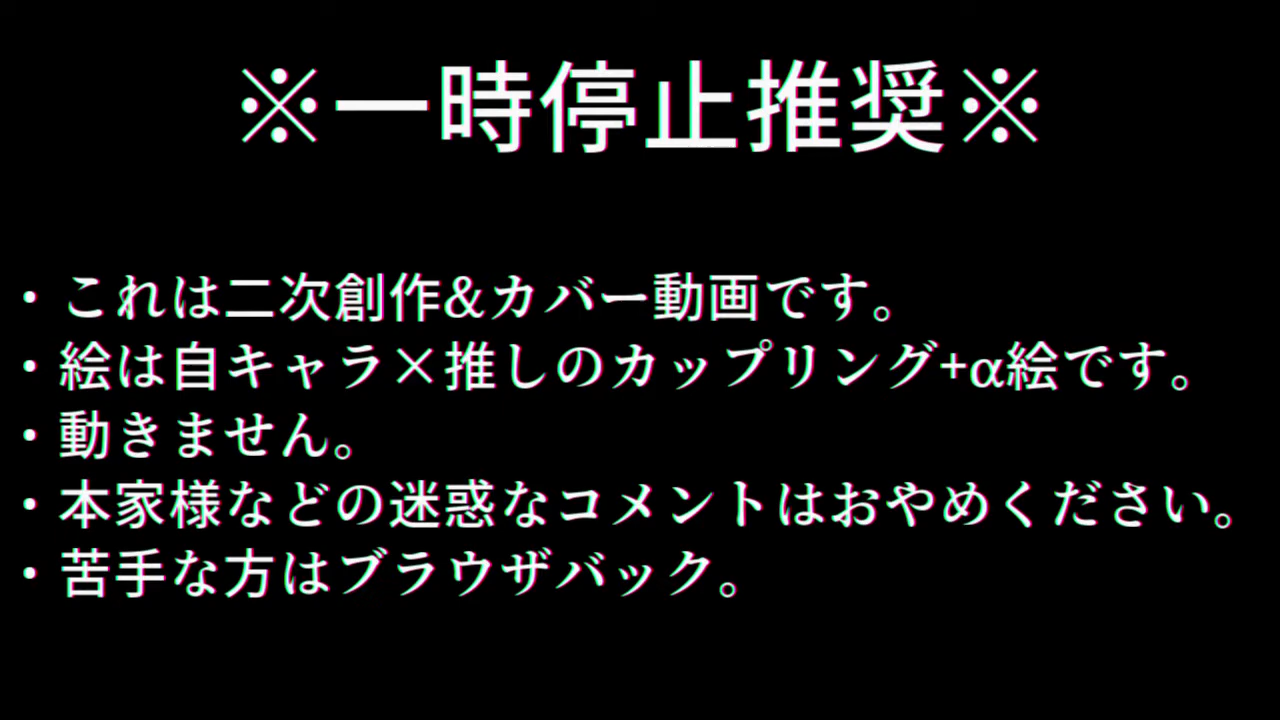 ※一時停止推奨※
・これは二次創作&カバー動画です。
・絵は自キャラ×推しのカップリング+α絵です。
・動きません。
・本家様などの迷惑なコメントはおやめください。
・苦手な方はブラウザバック。